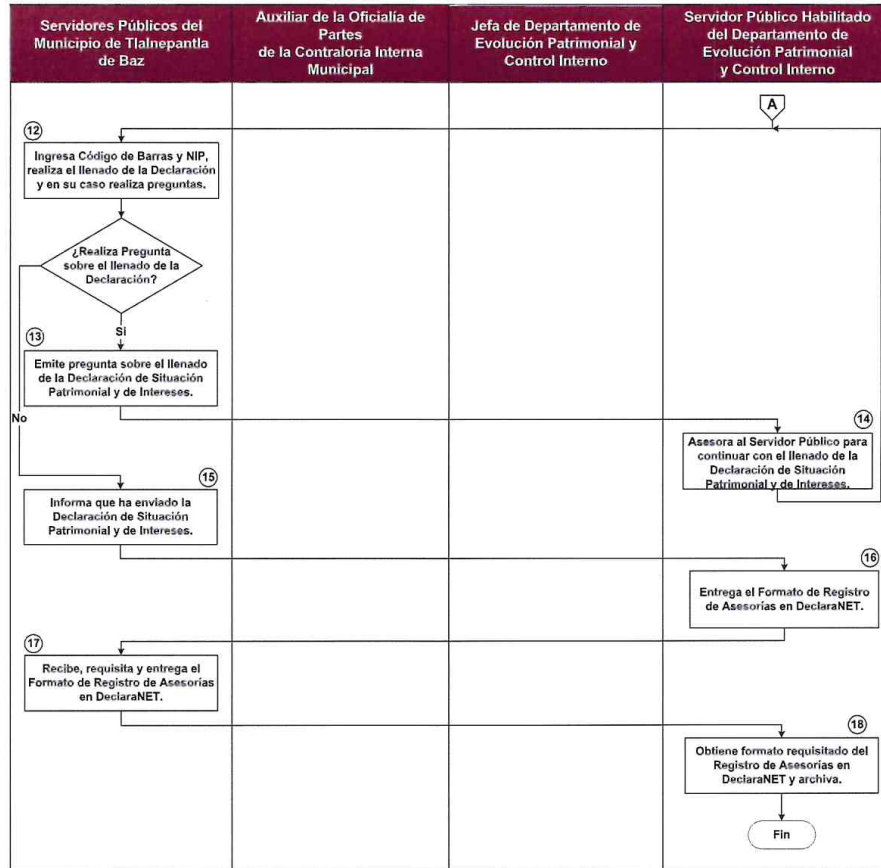 Servidores Públicos del
Municipio de Tlalnepantla
de Baz
Auxiliar de la Oficialía de
Partes
de la Contraloria Interna
Municipal
Jefa de Departamento de
Evolución Patrimonial y
Control Interno
Servidor Público Habilitado
del Departamento de
Evolución Patrimonial
y Control Interno
A
12
Ingresa Código de Barras y NIP,
realiza el llenado de la Declaración
y en su caso realiza preguntas.
¿Realiza Pregunta
sobre el llenado de la
Declaración?
Si
13
Emite pregunta sobre el llenado
de la Declaración de Situación
Patrimonial y de Intereses.
No
14
Asesora al Servidor Público para
continuar con el llenado de la
Declaración de Situación
Patrimonial y de Intereses.
15
Informa que ha enviado la
Declaración de Situación
Patrimonial y de Intereses.
16
Entrega el Formato de Registro
de Asesorías en DeclaraNET.
17
Recibe, requisita y entrega el
Formato de Registro de Asesorías
en DeclaraNET.
18
Obtiene formato requisitado del
Registro de Asesorías en
DeclaraNET y archiva.
Fin